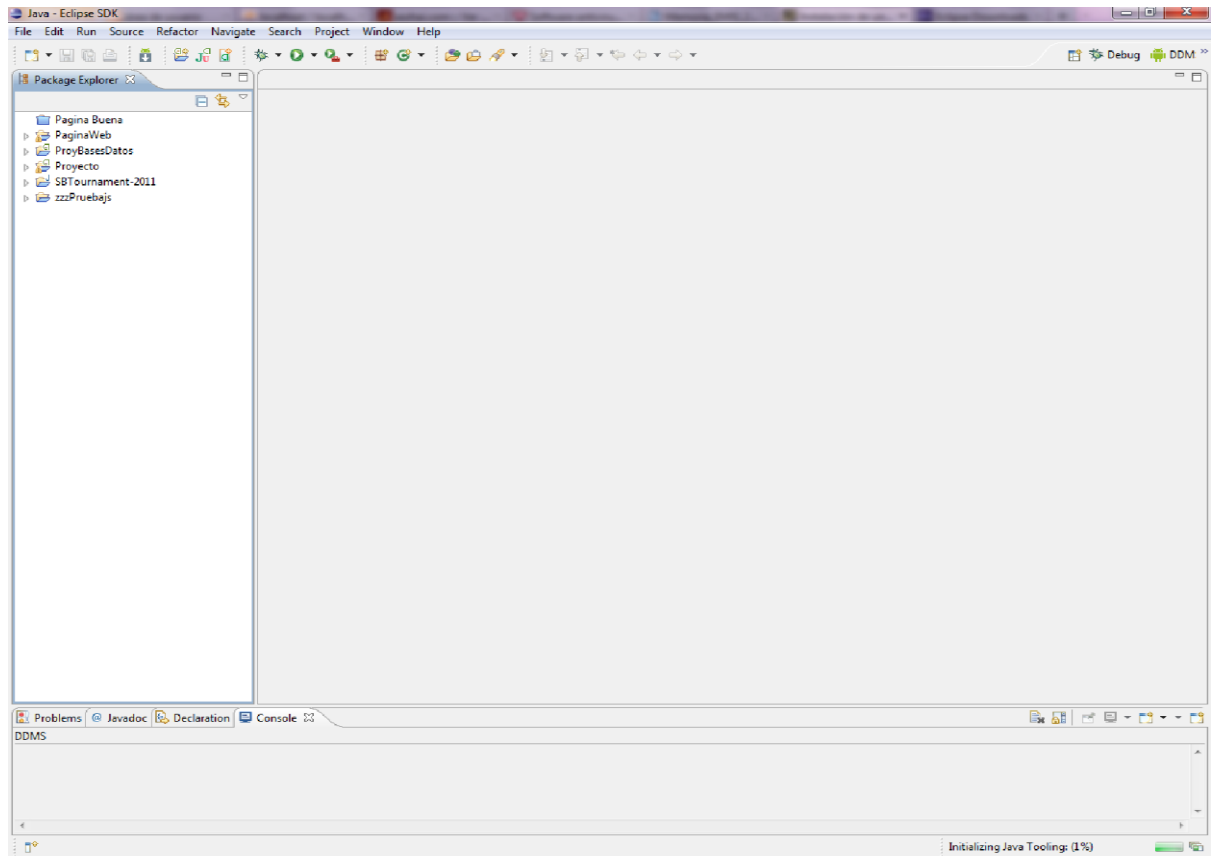 Java - Eclipse SDK
File Edit Run Source Refactor Navigate Search Project Window Help
Debug DDM
Package Explorer
Pagina Buena
PaginaWeb
ProyBasesDatos
Proyecto
SBTournament-2011
zzzPruebajs
Problems @ Javadoc Declaration Console
DDMS
Initializing Java Tooling: (1%)